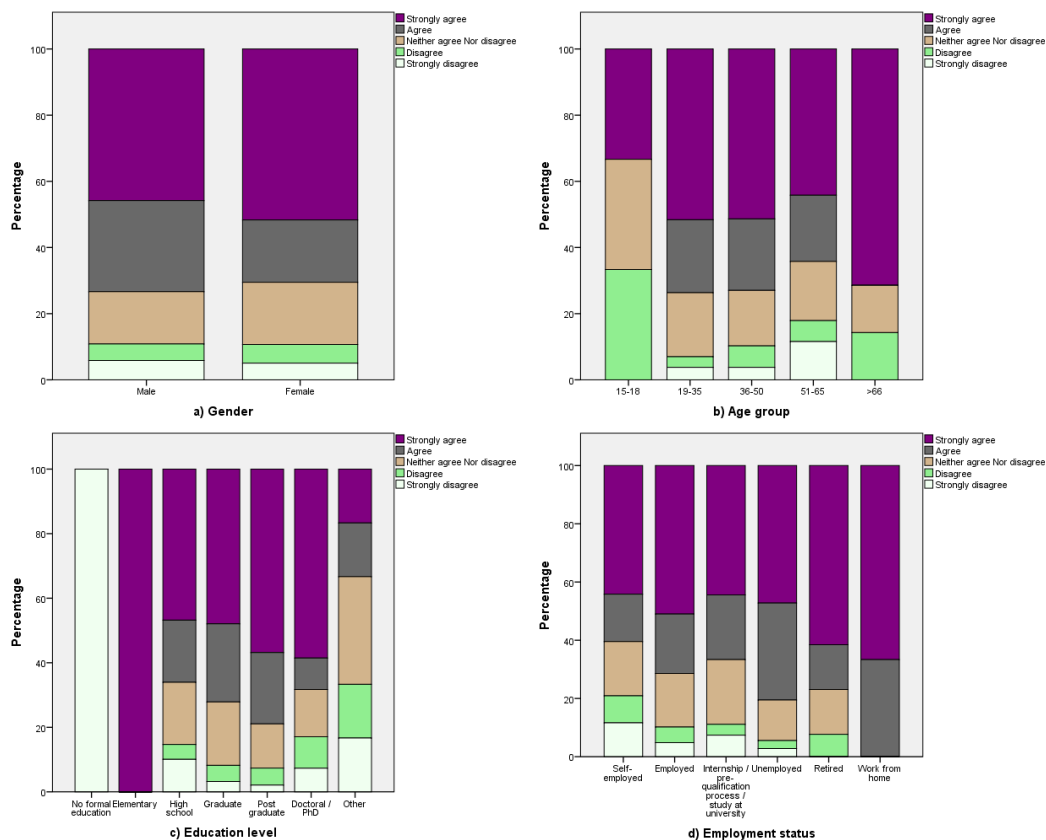 Strongly agree
Agree
Neither agree Nor disagree
Disagree
Strongly disagree
100
80
60
40
20
0
Percentage
Male
Female
a) Gender
Strongly agree
Agree
Neither agree Nor disagree
Disagree
Strongly disagree
100
80
60
40
20
0
Percentage
15-18
19-35
36-50
51-65
>66
b) Age group
Strongly agree
Agree
Neither agree Nor disagree
Disagree
Strongly disagree
100
80
60
40
20
0
Percentage
No formal
education
Elementary
High
school
Graduate
Post
graduate
Doctoral /
PhD
Other
c) Education level
Strongly agree
Agree
Neither agree Nor disagree
Disagree
Strongly disagree
100
80
60
40
20
0
Percentage
Self-
employed
Employed
Internship /
pre-
qualification
process /
study at
university
Unemployed
Retired
Work from
home
d) Employment status